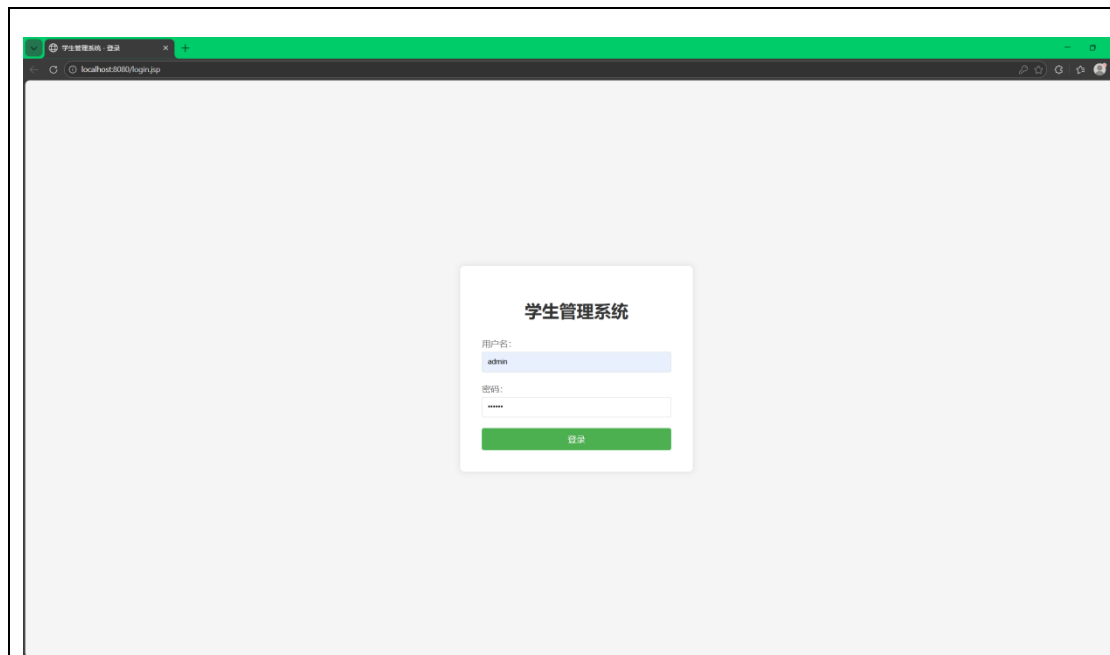 学生管理系统 - 登录
localhost:8080/login.jsp
学生管理系统
用户名:
admin
密码:
••••••
登录